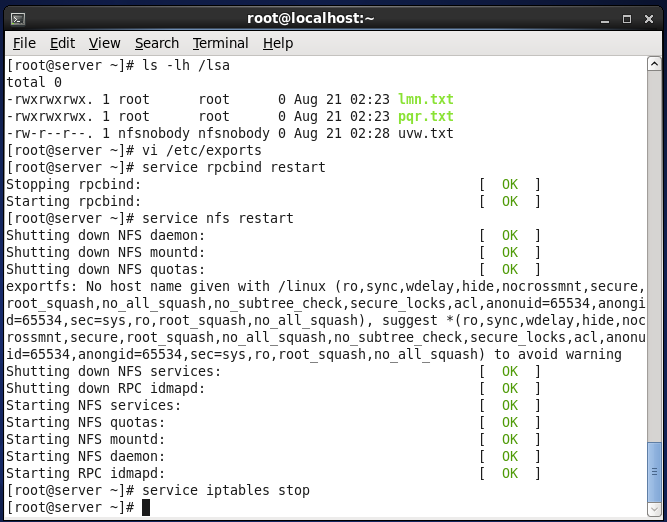 root@localhost:~
File Edit View Search Terminal Help
[root@server ~]# ls -lh /lsa
total 0
-rwxrwxrwx. 1 root      root      0 Aug 21 02:23 lmn.txt
-rwxrwxrwx. 1 root      root      0 Aug 21 02:23 pqr.txt
-rw-r--r--. 1 nfsnobody nfsnobody 0 Aug 21 02:28 uvw.txt
[root@server ~]# vi /etc/exports
[root@server ~]# service rpcbind restart
Stopping rpcbind:                                          [  OK  ]
Starting rpcbind:                                          [  OK  ]
[root@server ~]# service nfs restart
Shutting down NFS daemon:                                  [  OK  ]
Shutting down NFS mountd:                                  [  OK  ]
Shutting down NFS quotas:                                  [  OK  ]
exportfs: No host name given with /linux (ro,sync,wdelay,hide,nocrossmnt,secure,
root_squash,no_all_squash,no_subtree_check,secure_locks,acl,anonuid=65534,anongi
d=65534,sec=sys,ro,root_squash,no_all_squash), suggest *(ro,sync,wdelay,hide,noc
rossmnt,secure,root_squash,no_all_squash,no_subtree_check,secure_locks,acl,anonu
id=65534,anongid=65534,sec=sys,ro,root_squash,no_all_squash) to avoid warning
Shutting down NFS services:                                [  OK  ]
Shutting down RPC idmapd:                                  [  OK  ]
Starting NFS services:                                     [  OK  ]
Starting NFS quotas:                                       [  OK  ]
Starting NFS mountd:                                       [  OK  ]
Starting NFS daemon:                                       [  OK  ]
Starting RPC idmapd:                                       [  OK  ]
[root@server ~]# service iptables stop
[root@server ~]#